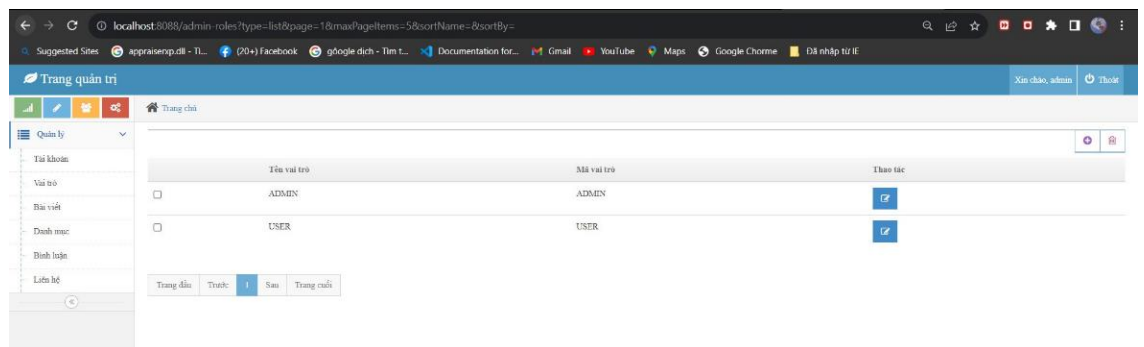 localhost:8088/admin-roles?type=list&page=1&maxPageItems=5&sortName=&sortBy=
Suggested Sites appraisenxp.dll - Ti... (20+) Facebook gôogle dich - Tìm t... Documentation for... Gmail YouTube Maps Google Chorme Đã nhập từ IE
Trang quản trị Xin chào, admin Thoát
Trang chủ
Quản lý
Tài khoản
Vai trò
Bài viết
Danh mục
Bình luận
Liên hệ
Tên vai trò Mã vai trò Thao tác
ADMIN ADMIN
USER USER
Trang đầu Trước 1 Sau Trang cuối